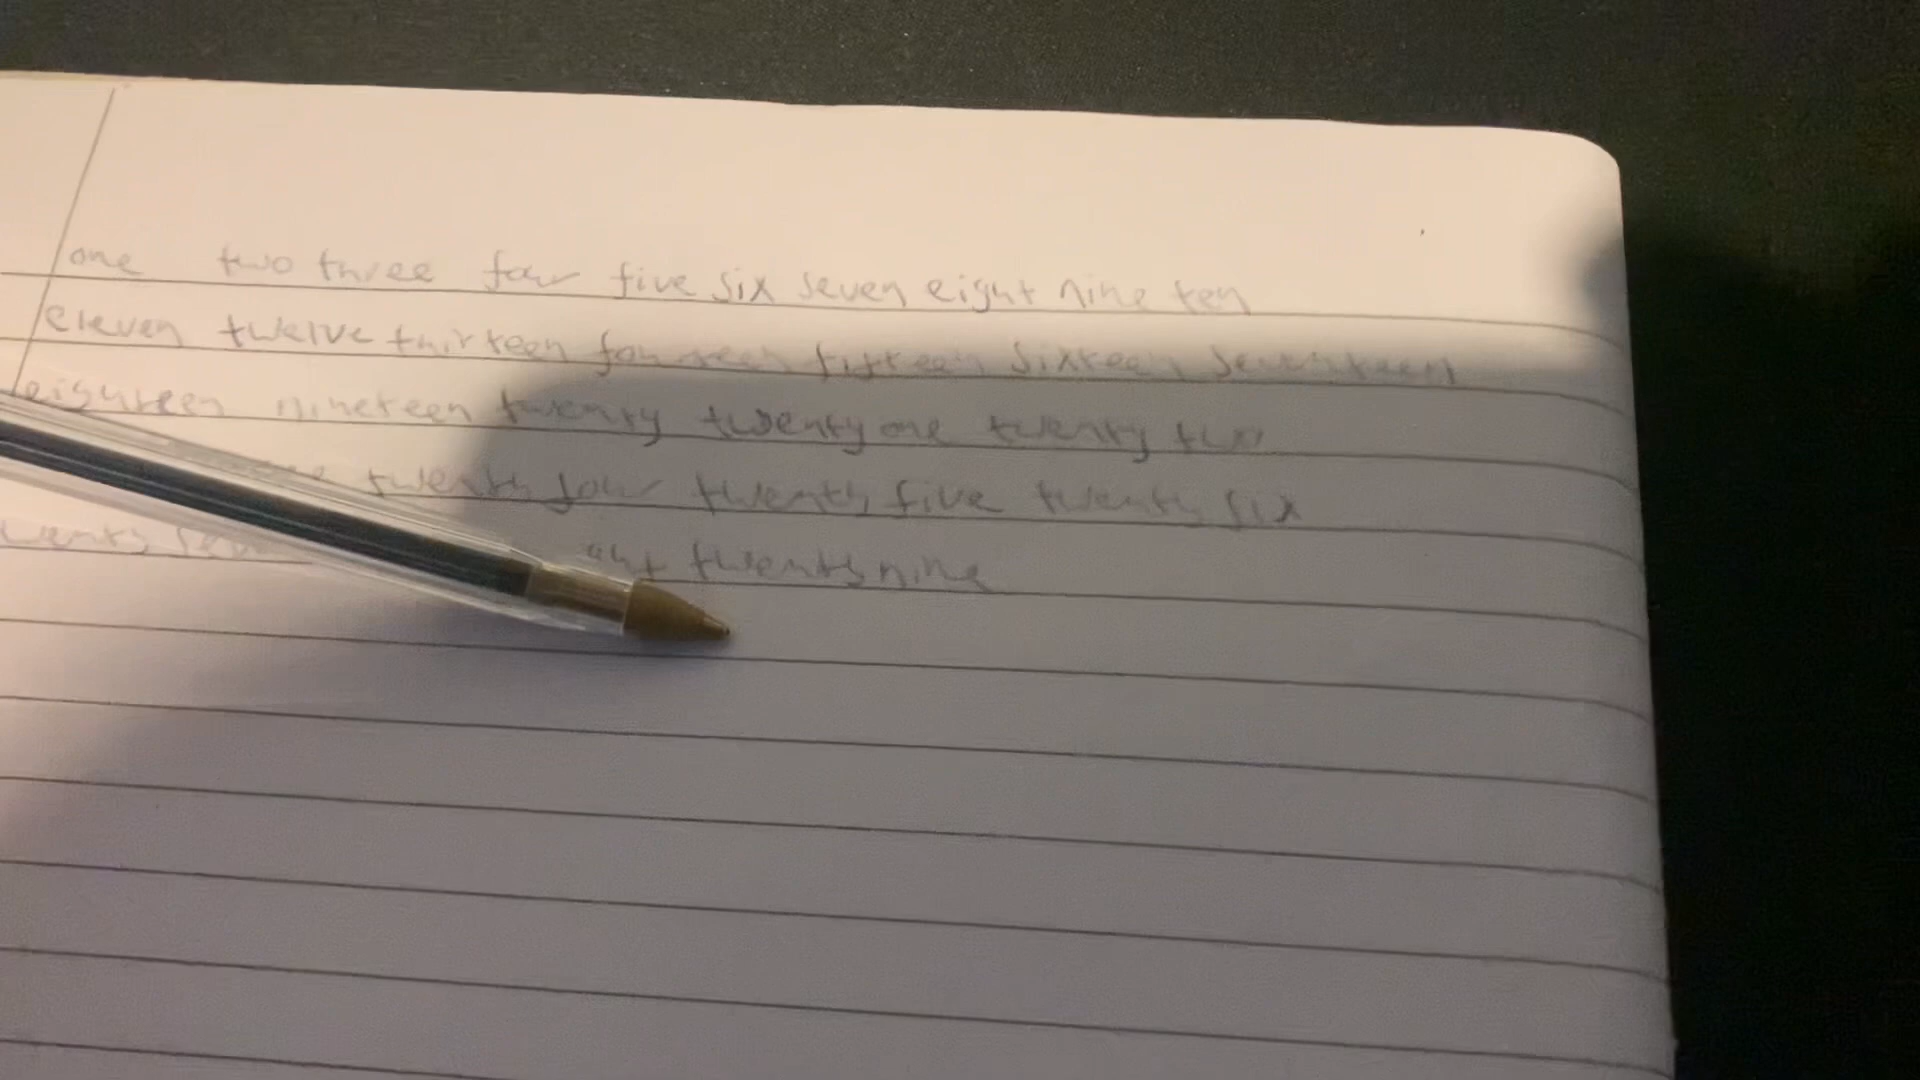 one two three four five six seven eight nine ten
eleven twelve thirteen fourteen fifteen sixteen seventeen
eighteen nineteen twenty twenty one twenty two
twenty four twenty five twenty six
twenty nine